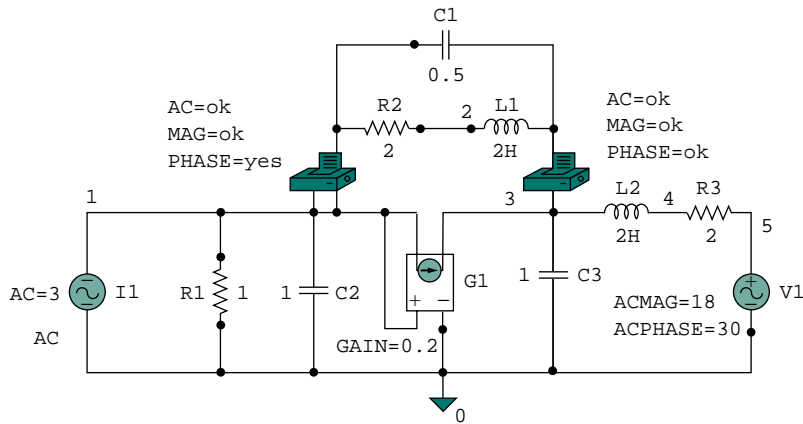 C1
0.5
AC=ok
MAG=ok
PHASE=yes
R2
2
2
L1
2H
AC=ok
MAG=ok
PHASE=ok
1
3
L2
2H
4
R3
2
5
AC=3
I1
AC
R1
1
1
C2
+
−
G1
GAIN=0.2
1
C3
ACMAG=18
ACPHASE=30
+
−
V1
0